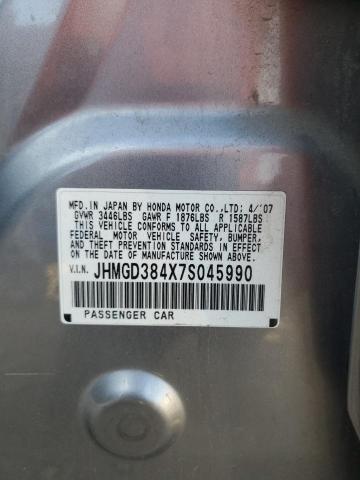 MFD. IN JAPAN BY HONDA MOTOR CO.,LTD: 4/'07
GVWR 3446LBS GAWR F 1876LBS R 1587LBS
THIS VEHICLE CONFORMS TO ALL APPLICABLE
FEDERAL MOTOR VEHICLE SAFETY, BUMPER,
AND THEFT PREVENTION STANDARDS IN EFFECT
ON THE DATE OF MANUFACTURE SHOWN ABOVE.
V.I.N. JHMGD384X7S045990
PASSENGER CAR